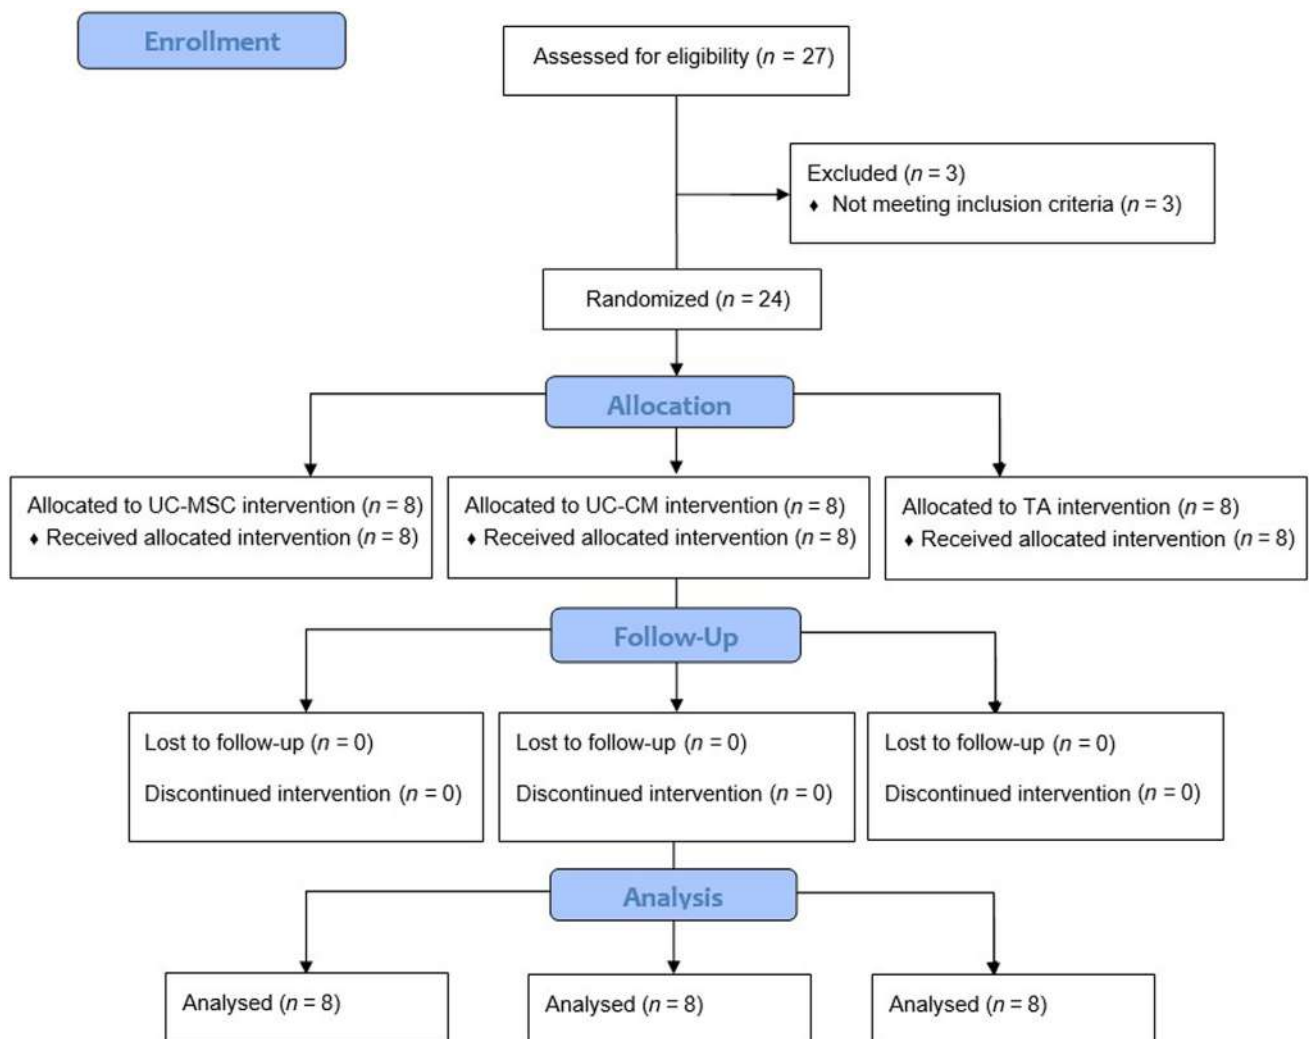 Enrollment
Assessed for eligibility (n = 27)
Excluded (n = 3)
♦ Not meeting inclusion criteria (n = 3)
Randomized (n = 24)
Allocation
Allocated to UC-MSC intervention (n = 8)
♦ Received allocated intervention (n = 8)
Allocated to UC-CM intervention (n = 8)
♦ Received allocated intervention (n = 8)
Allocated to TA intervention (n = 8)
♦ Received allocated intervention (n = 8)
Follow-Up
Lost to follow-up (n = 0)
Discontinued intervention (n = 0)
Lost to follow-up (n = 0)
Discontinued intervention (n = 0)
Lost to follow-up (n = 0)
Discontinued intervention (n = 0)
Analysis
Analysed (n = 8)
Analysed (n = 8)
Analysed (n = 8)